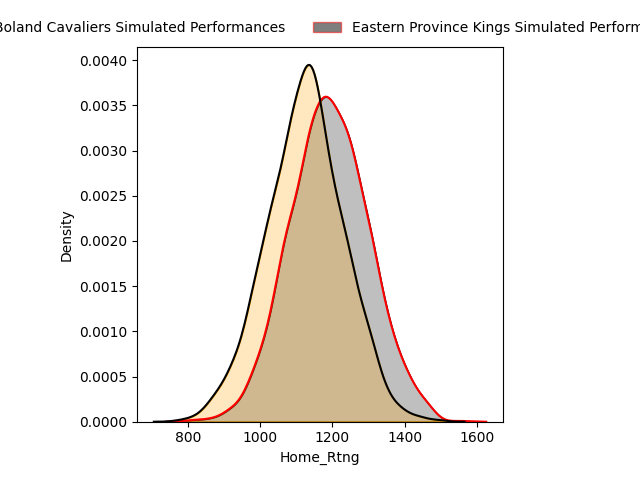 Boland Cavaliers Simulated Performances
Eastern Province Kings Simulated
0.0040
0.0035
0.0030
0.0025
0.0020
0.0015
0.0010
0.0005
0.0000
Density
800 1000 1200 1400 1600
Home_Rtng